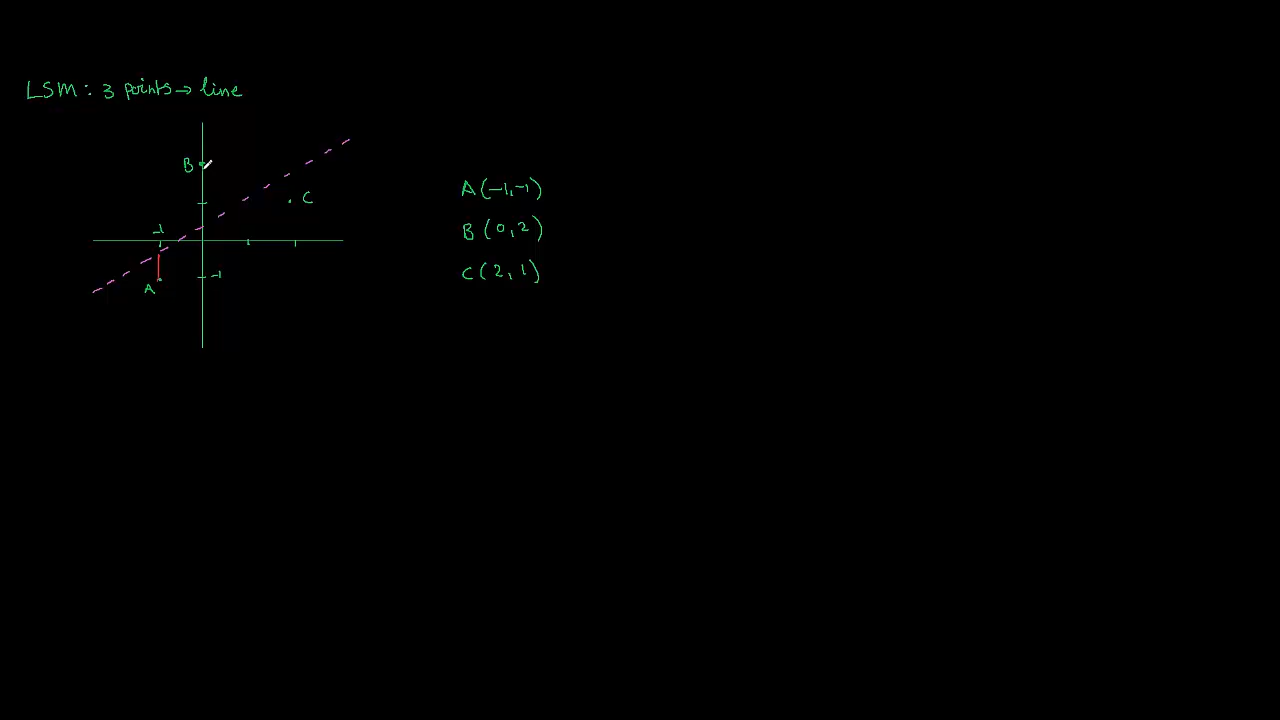 LSM: 3 points → line
B
C
-1
A
-1
A(-1,-1)
B (0,2)
C(2,1)